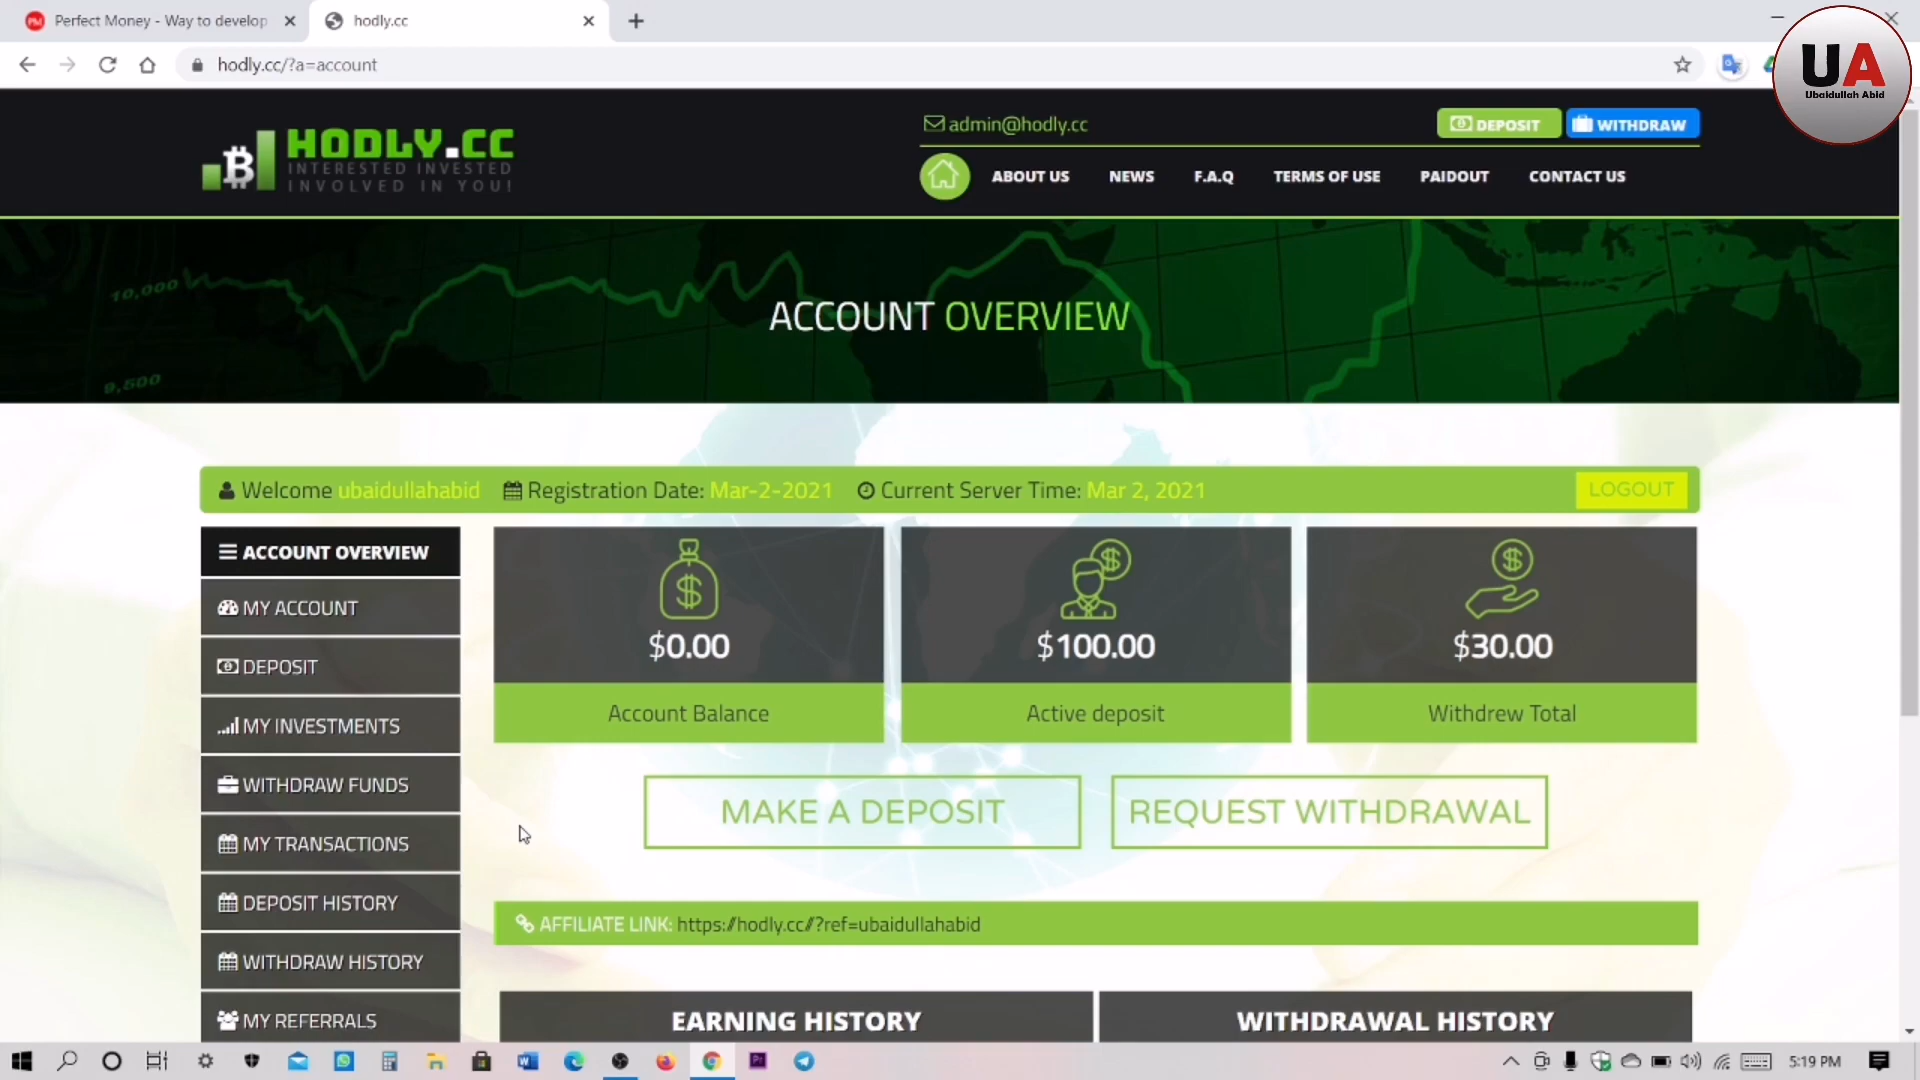 Perfect Money - Way to develop
hodly.cc
hodly.cc/?a=account
UA
Ubaidullah Abid
HODLY.CC
INTERESTED INVESTED
INVOLVED IN YOU!
admin@hodly.cc
DEPOSIT
WITHDRAW
ABOUT US
NEWS
F.A.Q
TERMS OF USE
PAIDOUT
CONTACT US
10,000
9,500
ACCOUNT OVERVIEW
Welcome ubaidullahabid Registration Date: Mar-2-2021 Current Server Time: Mar 2, 2021
LOGOUT
ACCOUNT OVERVIEW
MY ACCOUNT
DEPOSIT
MY INVESTMENTS
WITHDRAW FUNDS
MY TRANSACTIONS
DEPOSIT HISTORY
WITHDRAW HISTORY
MY REFERRALS
$0.00
Account Balance
$100.00
Active deposit
$30.00
Withdrew Total
MAKE A DEPOSIT
REQUEST WITHDRAWAL
AFFILIATE LINK: https://hodly.cc//?ref=ubaidullahabid
EARNING HISTORY
WITHDRAWAL HISTORY
5:19 PM